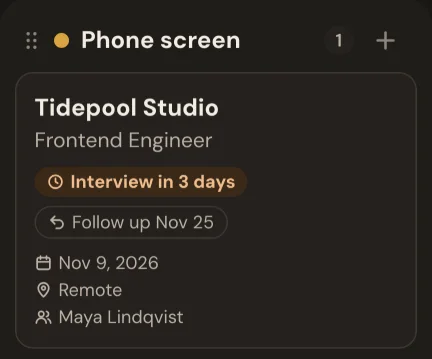 Phone screen 1
Tidepool Studio
Frontend Engineer
Interview in 3 days
Follow up Nov 25
Nov 9, 2026
Remote
Maya Lindqvist